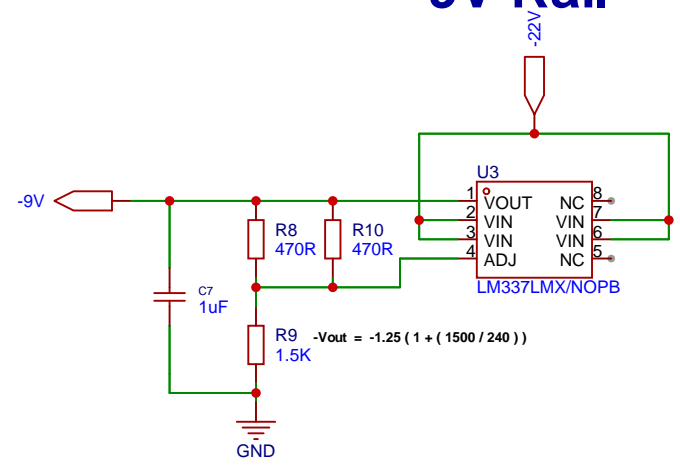 -22V
U3
-9V
1 VOUT NC 8
2 VIN VIN 7
3 VIN VIN 6
4 ADJ NC 5
LM337LMX/NOPB
R8
470R
R10
470R
C7
1uF
R9 -Vout = -1.25 ( 1 + ( 1500 / 240 ) )
1.5K
GND